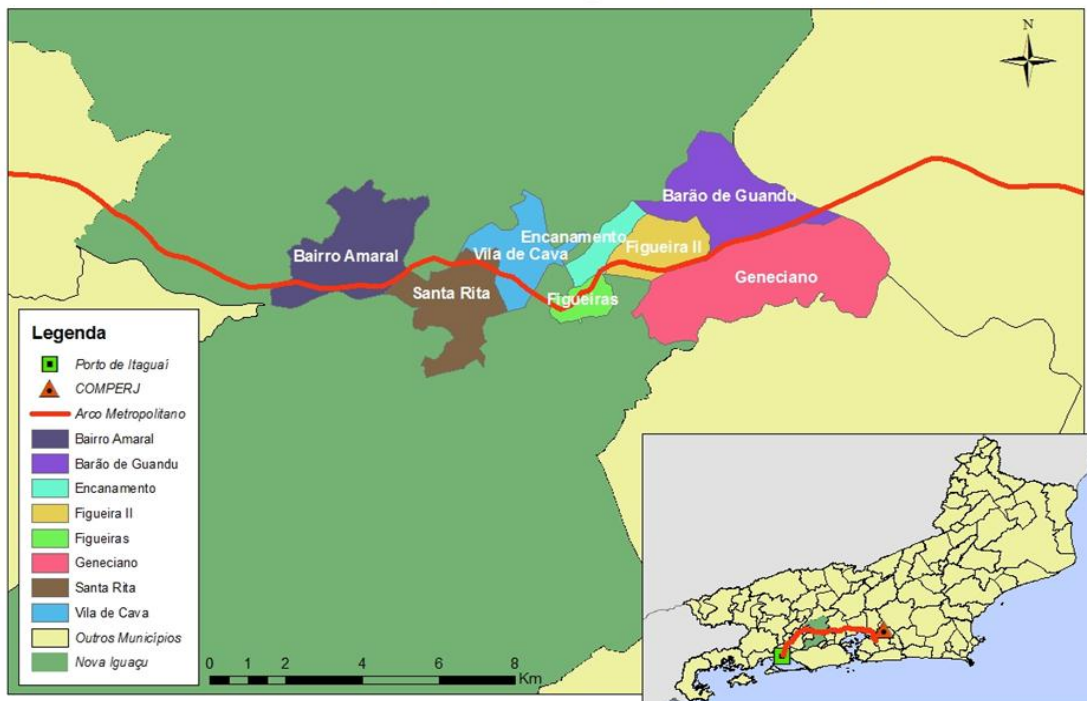 N
Barão de Guandu
Encanamento
Figueira II
Bairro Amaral
Vila de Cava
Geneciano
Santa Rita
Figueiras
Legenda
Porto de Itaguaí
COMPERJ
Arco Metropolitano
Bairro Amaral
Barão de Guandu
Encanamento
Figueira II
Figueiras
Geneciano
Santa Rita
Vila de Cava
Outros Municípios
Nova Iguaçu
0 1 2 4 6 8
Km